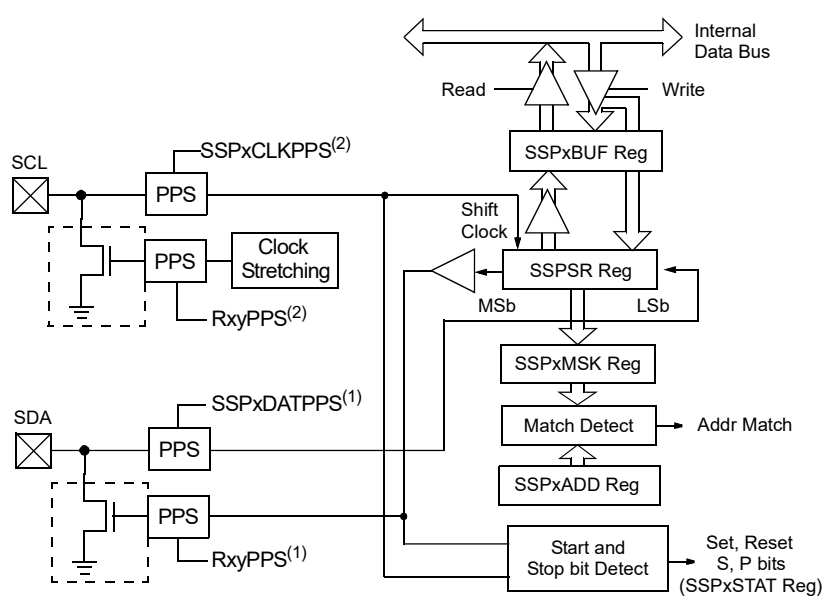 Internal
Data Bus
Read
Write
SSPxCLKPPS(2)
SSPxBUF Reg
SCL
PPS
Shift
Clock
PPS
Clock
Stretching
SSPSR Reg
MSb
LSb
RxyPPS(2)
SSPxMSK Reg
SSPxDATPPS(1)
SDA
Match Detect
Addr Match
PPS
SSPxADD Reg
PPS
Start and
Stop bit Detect
Set, Reset
S, P bits
(SSPxSTAT Reg)
RxyPPS(1)